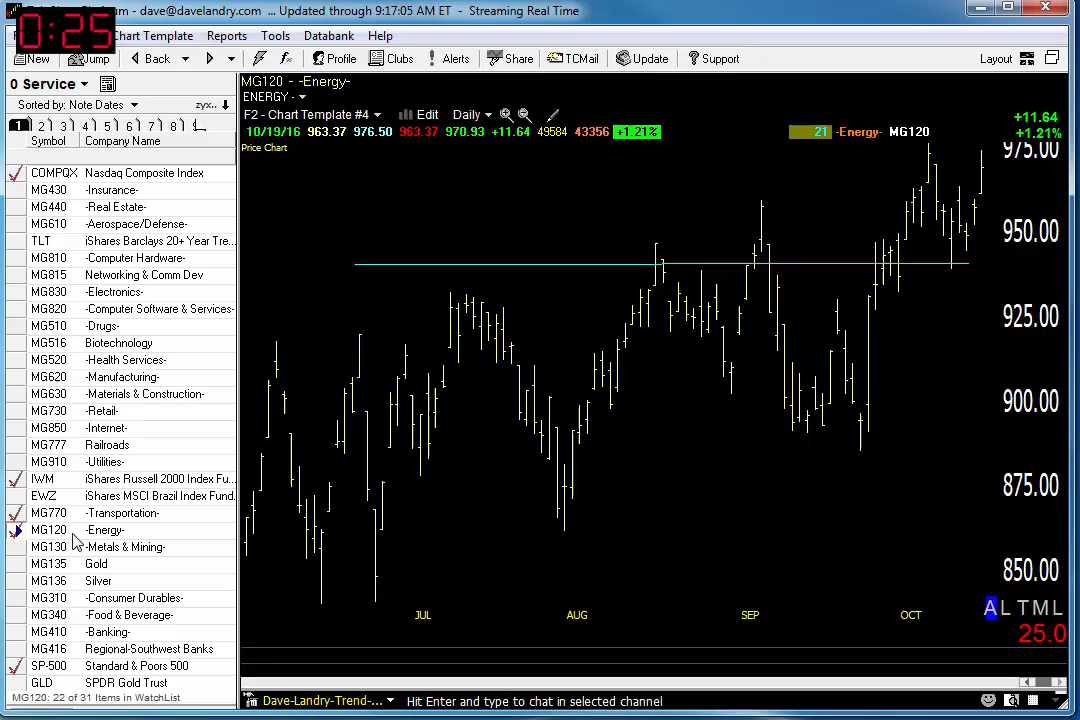 um - dave@davelandry.com ... Updated through 9:17:05 AM ET - Streaming Real Time
0:25
Chart Template Reports Tools Databank Help
New Jump Back Profile Clubs Alerts Share TCMail Update Support Layout
0 Service
Sorted by: Note Dates zyx..
1 2 3 4 5 6 7 8
Symbol Company Name
COMPQX Nasdaq Composite Index
MG430 -Insurance-
MG440 -Real Estate-
MG610 -Aerospace/Defense-
TLT iShares Barclays 20+ Year Tre...
MG810 -Computer Hardware-
MG815 Networking & Comm Dev
MG830 -Electronics-
MG820 -Computer Software & Services-
MG510 -Drugs-
MG516 Biotechnology
MG520 -Health Services-
MG620 -Manufacturing-
MG630 -Materials & Construction-
MG730 -Retail-
MG850 -Internet-
MG777 Railroads
MG910 -Utilities-
IWM iShares Russell 2000 Index Fu...
EWZ iShares MSCI Brazil Index Fund
MG770 -Transportation-
MG120 -Energy-
MG130 -Metals & Mining-
MG135 Gold
MG136 Silver
MG310 -Consumer Durables-
MG340 -Food & Beverage-
MG410 -Banking-
MG416 Regional-Southwest Banks
SP-500 Standard & Poors 500
GLD SPDR Gold Trust
MG120: 22 of 31 Items in WatchList
MG120 - -Energy-
ENERGY -
F2 - Chart Template #4 Edit Daily
10/19/16 963.37 976.50 963.37 970.93 +11.64 49584 43356 +1.21% 21 -Energy- MG120
+11.64
+1.21%
Price Chart
975.00
950.00
925.00
900.00
875.00
850.00
JUL AUG SEP OCT
A L T M L
25.0
Dave-Landry-Trend-... Hit Enter and type to chat in selected channel